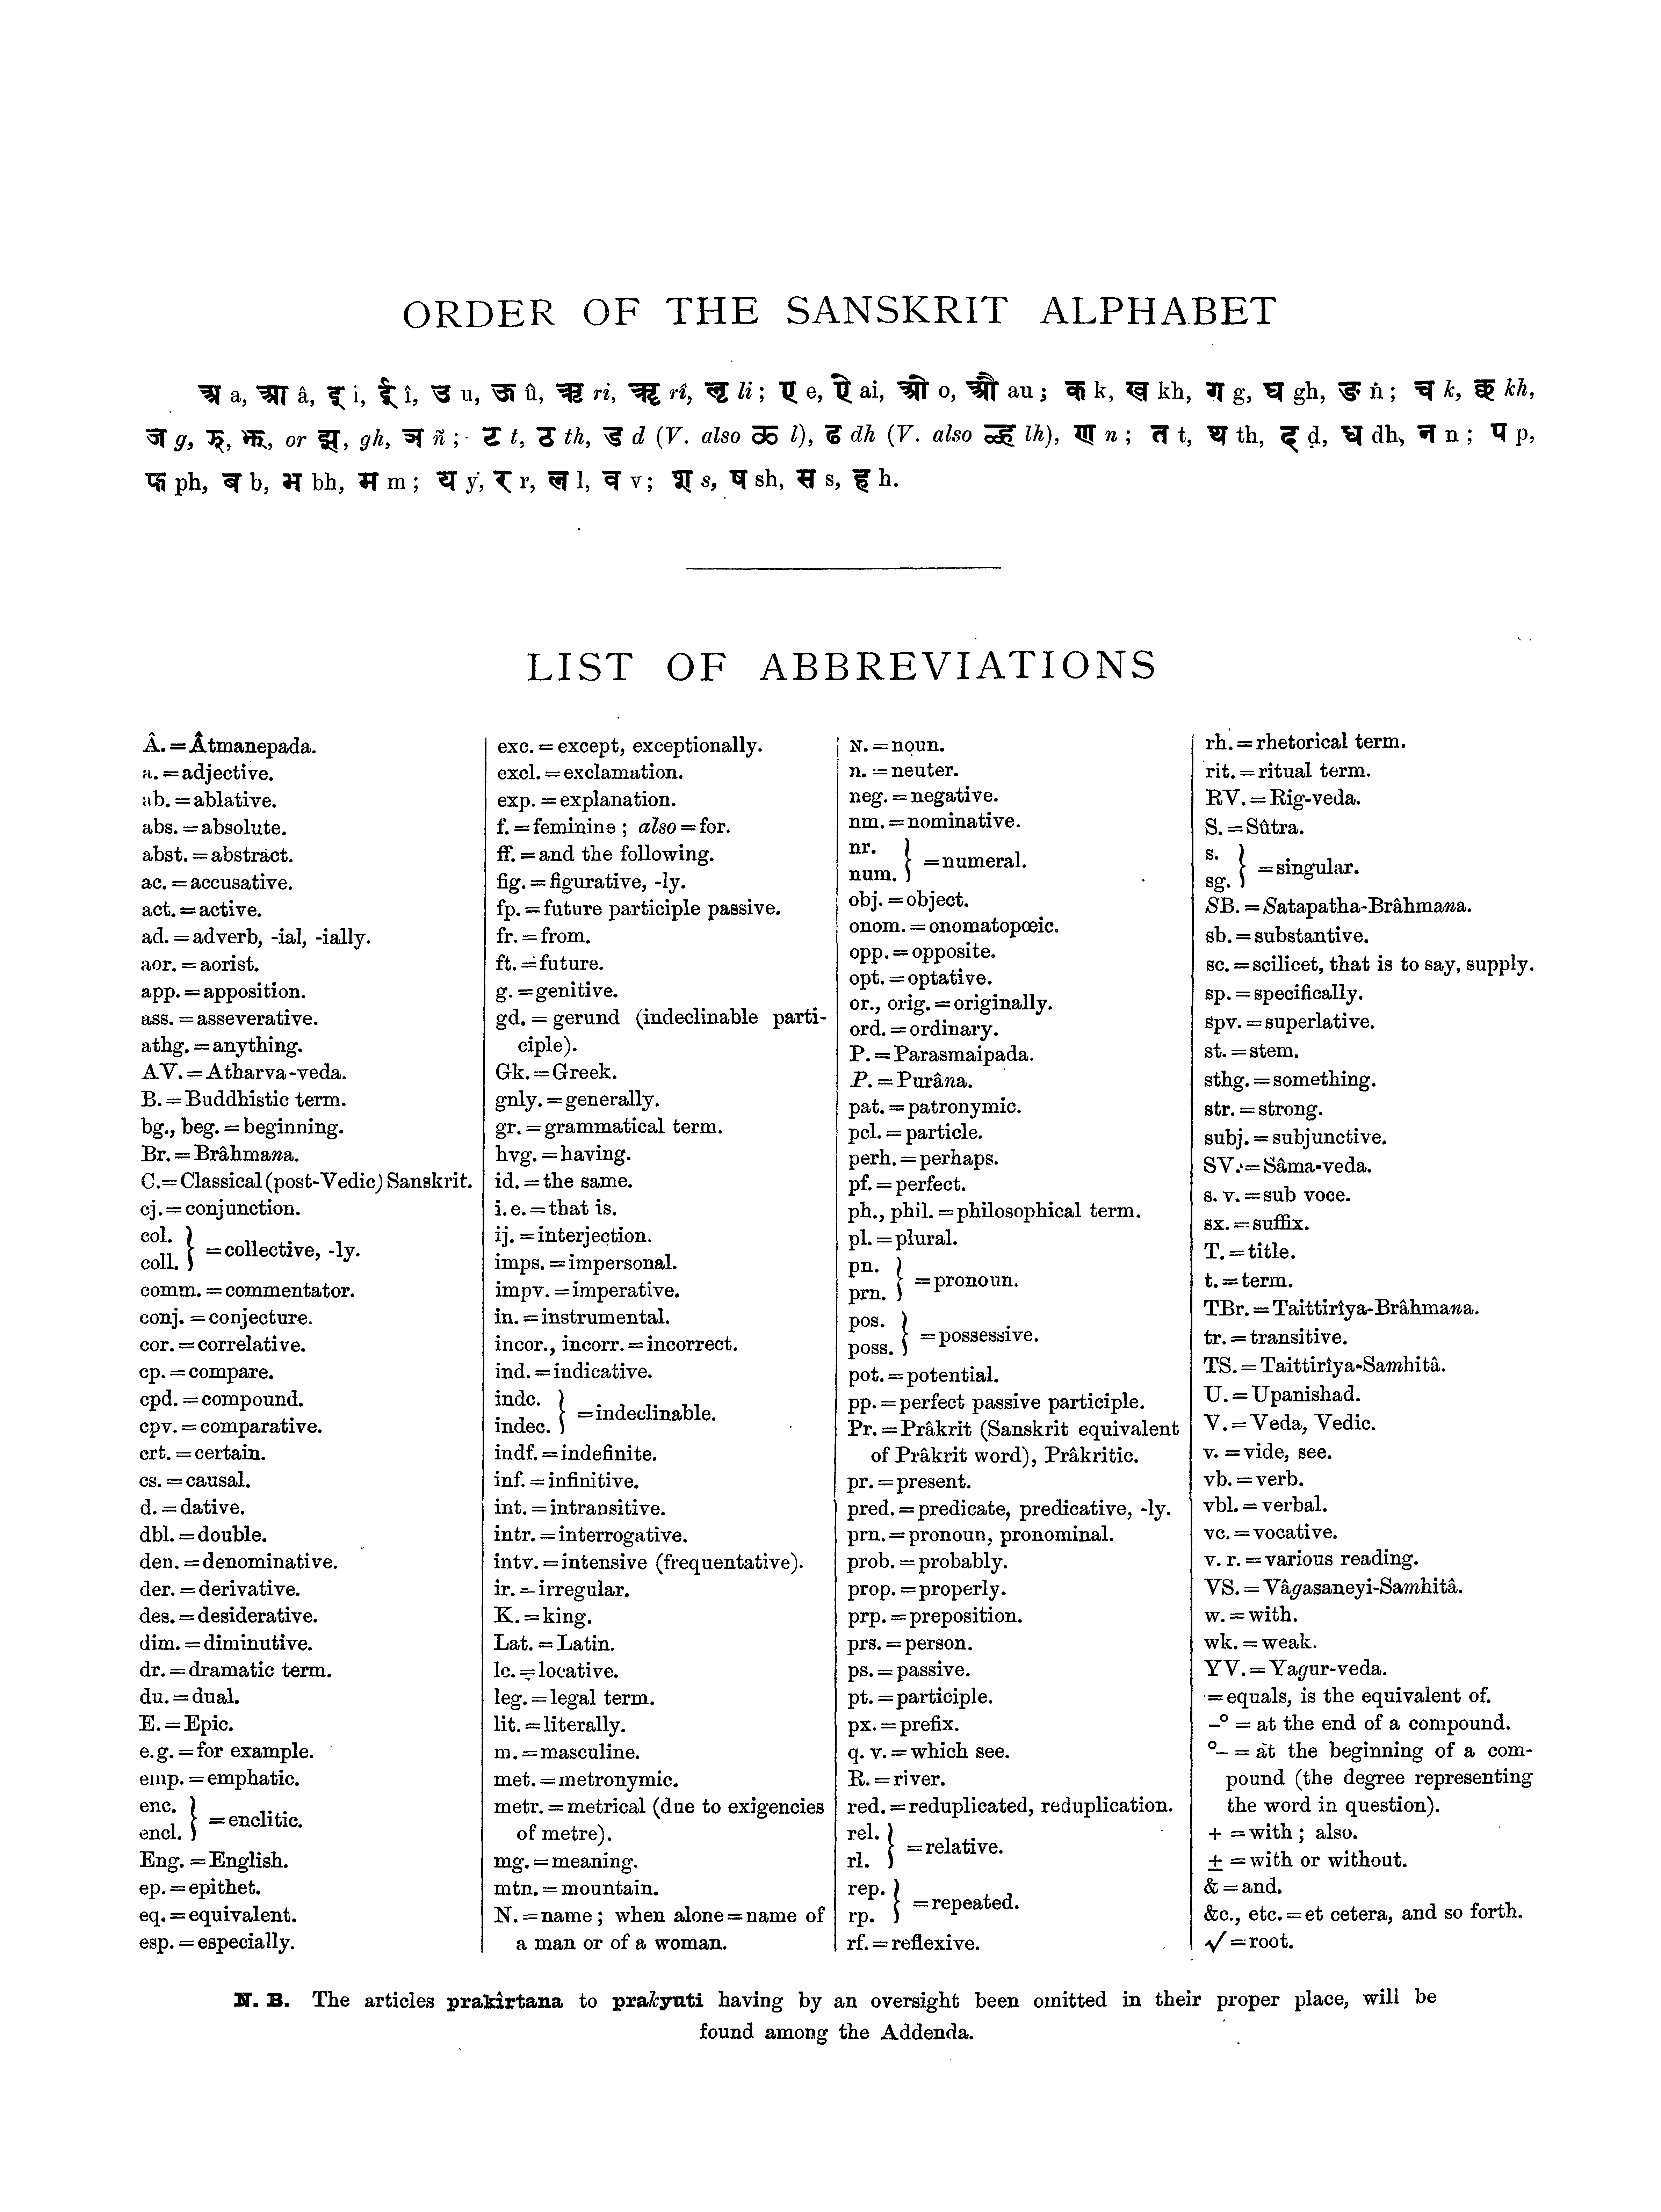 ORDER OF THE SANSKRIT ALPHABET
अ a, आ â, इ i, ई î, उ u, ऊ û, ऋ ri, ॠ rî, ऌ li; ए e, ऐ ai, ओ o, औ au; क k, ख kh, ग g, घ gh, ङ ṅ; च k, छ kh,
ज g, झ, झ, or झ, gh, ञ ñ; ट t, ठ th, ड d (V. also ळ l), ढ dh (V. also ळ्ह lh), ण n; त t, थ th, द d, ध dh, न n; प p,
फ ph, ब b, भ bh, म m; य y, र r, ल l, व v; श s, ष sh, स s, ह h.
LIST OF ABBREVIATIONS
Â. = Âtmanepada.
a. = adjective.
ab. = ablative.
abs. = absolute.
abst. = abstract.
ac. = accusative.
act. = active.
ad. = adverb, -ial, -ially.
aor. = aorist.
app. = apposition.
ass. = asseverative.
athg. = anything.
AV. = Atharva-veda.
B. = Buddhistic term.
bg., beg. = beginning.
Br. = Brâhmana.
C. = Classical (post-Vedic) Sanskrit.
cj. = conjunction.
col.
coll. } = collective, -ly.
comm. = commentator.
conj. = conjecture.
cor. = correlative.
cp. = compare.
cpd. = compound.
cpv. = comparative.
crt. = certain.
cs. = causal.
d. = dative.
dbl. = double.
den. = denominative.
der. = derivative.
des. = desiderative.
dim. = diminutive.
dr. = dramatic term.
du. = dual.
E. = Epic.
e.g. = for example.
emp. = emphatic.
enc.
encl. } = enclitic.
Eng. = English.
ep. = epithet.
eq. = equivalent.
esp. = especially.
exc. = except, exceptionally.
excl. = exclamation.
exp. = explanation.
f. = feminine; also = for.
ff. = and the following.
fig. = figurative, -ly.
fp. = future participle passive.
fr. = from.
ft. = future.
g. = genitive.
gd. = gerund (indeclinable parti-
ciple).
Gk. = Greek.
gnly. = generally.
gr. = grammatical term.
hvg. = having.
id. = the same.
i. e. = that is.
ij. = interjection.
imps. = impersonal.
impv. = imperative.
in. = instrumental.
incor., incorr. = incorrect.
ind. = indicative.
indc.
indec. } = indeclinable.
indf. = indefinite.
inf. = infinitive.
int. = intransitive.
intr. = interrogative.
intv. = intensive (frequentative).
ir. = irregular.
K. = king.
Lat. = Latin.
lc. = locative.
leg. = legal term.
lit. = literally.
m. = masculine.
met. = metronymic.
metr. = metrical (due to exigencies
of metre).
mg. = meaning.
mtn. = mountain.
N. = name; when alone = name of
a man or of a woman.
N. = noun.
n. = neuter.
neg. = negative.
nm. = nominative.
nr.
num. } = numeral.
obj. = object.
onom. = onomatopœic.
opp. = opposite.
opt. = optative.
or., orig. = originally.
ord. = ordinary.
P. = Parasmaipada.
P. = Purâna.
pat. = patronymic.
pcl. = particle.
perh. = perhaps.
pf. = perfect.
ph., phil. = philosophical term.
pl. = plural.
pn.
prn. } = pronoun.
pos.
poss. } = possessive.
pot. = potential.
pp. = perfect passive participle.
Pr. = Prâkrit (Sanskrit equivalent
of Prâkrit word), Prâkritic.
pr. = present.
pred. = predicate, predicative, -ly.
prn. = pronoun, pronominal.
prob. = probably.
prop. = properly.
prp. = preposition.
prs. = person.
ps. = passive.
pt. = participle.
px. = prefix.
q. v. = which see.
R. = river.
red. = reduplicated, reduplication.
rel.
rl. } = relative.
rep.
rp. } = repeated.
rf. = reflexive.
rh. = rhetorical term.
rit. = ritual term.
RV. = Rig-veda.
S. = Sûtra.
s.
sg. } = singular.
SB. = Satapatha-Brâhmana.
sb. = substantive.
sc. = scilicet, that is to say, supply.
sp. = specifically.
spv. = superlative.
st. = stem.
sthg. = something.
str. = strong.
subj. = subjunctive.
SV. = Sâma-veda.
s. v. = sub voce.
sx. = suffix.
T. = title.
t. = term.
TBr. = Taittirîya-Brâhmana.
tr. = transitive.
TS. = Taittirîya-Samhitâ.
U. = Upanishad.
V. = Veda, Vedic.
v. = vide, see.
vb. = verb.
vbl. = verbal.
vc. = vocative.
v. r. = various reading.
VS. = Vâgasaneyi-Samhitâ.
w. = with.
wk. = weak.
YV. = Yagur-veda.
= equals, is the equivalent of.
–° = at the end of a compound.
°– = at the beginning of a com-
pound (the degree representing
the word in question).
+ = with; also.
± = with or without.
& = and.
&c., etc. = et cetera, and so forth.
√ = root.
N. B. The articles prakîrtana to prakyuti having by an oversight been omitted in their proper place, will be
found among the Addenda.